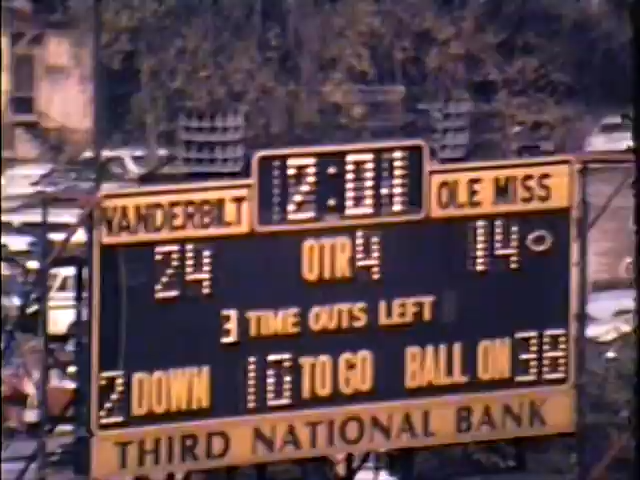 12:01
VANDERBILT OLE MISS
24 QTR 4 14
3 TIME OUTS LEFT
2 DOWN 10 TO GO BALL ON 38
THIRD NATIONAL BANK